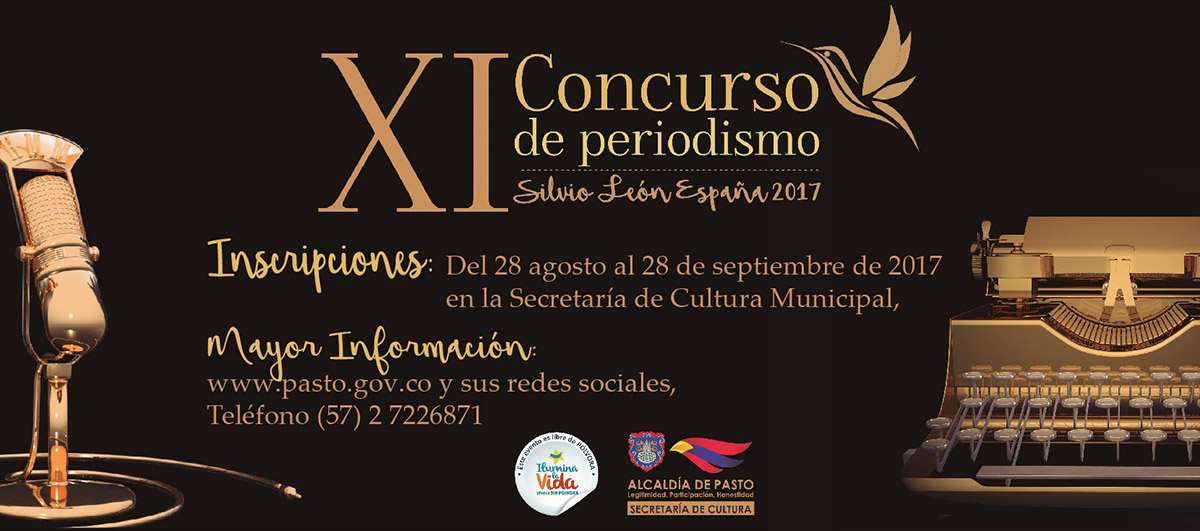 XI Concurso
de periodismo
Silvio León España 2017
Inscripciones: Del 28 agosto al 28 de septiembre de 2017
en la Secretaría de Cultura Municipal,
Mayor Información:
www.pasto.gov.co y sus redes sociales,
Teléfono (57) 2 7226871
Este evento es libre de PÓLVORA
Ilumina
la
Vida
ALCALDÍA DE PASTO
Legitimidad, Participación, Honestidad
SECRETARÍA DE CULTURA